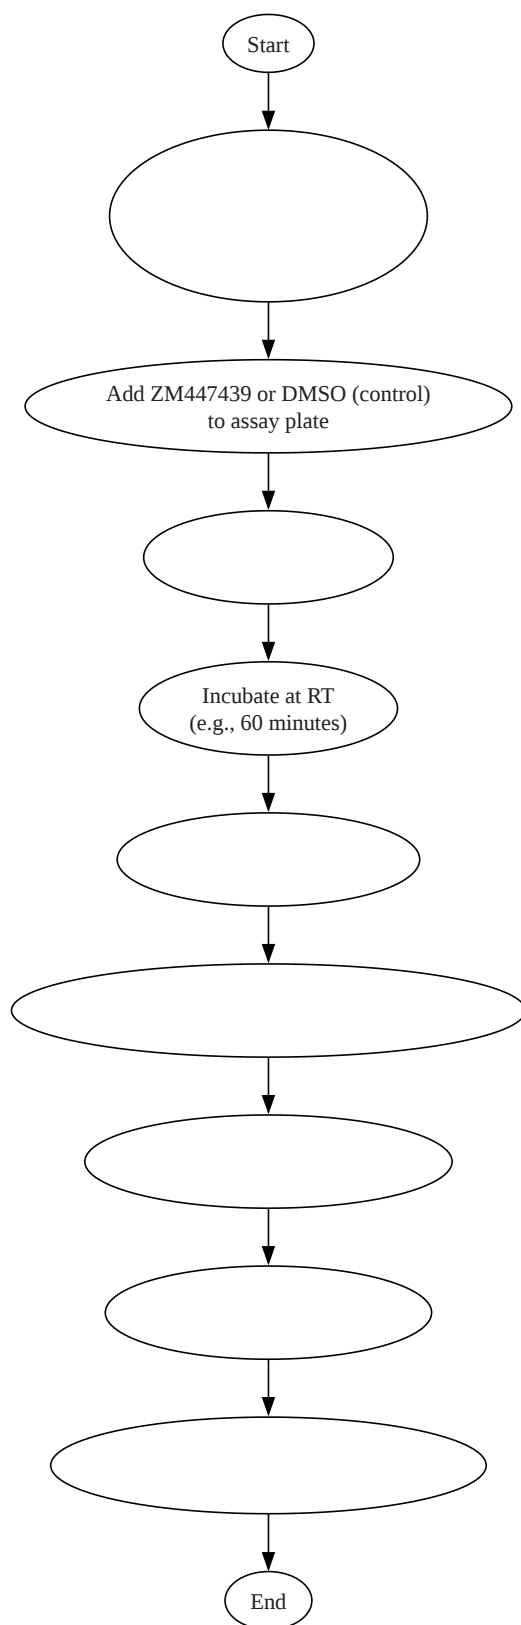 Start
Add ZM447439 or DMSO (control)
to assay plate
Incubate at RT
(e.g., 60 minutes)
End